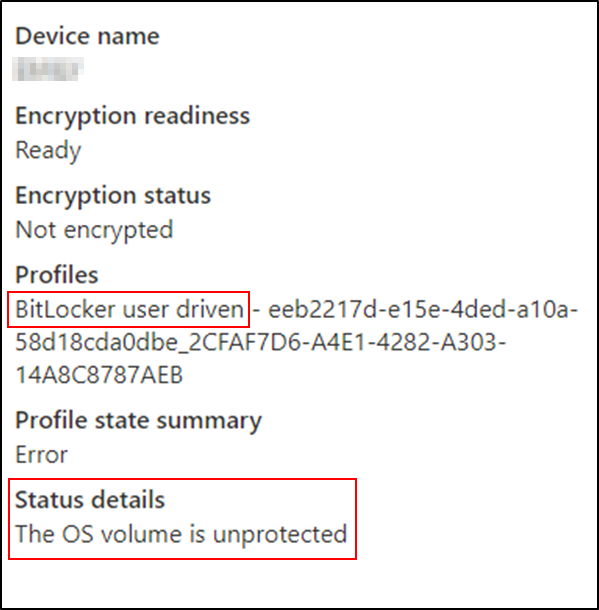 Device name
Encryption readiness
Ready
Encryption status
Not encrypted
Profiles
BitLocker user driven - eeb2217d-e15e-4ded-a10a-
58d18cda0dbe_2CFAF7D6-A4E1-4282-A303-
14A8C8787AEB
Profile state summary
Error
Status details
The OS volume is unprotected